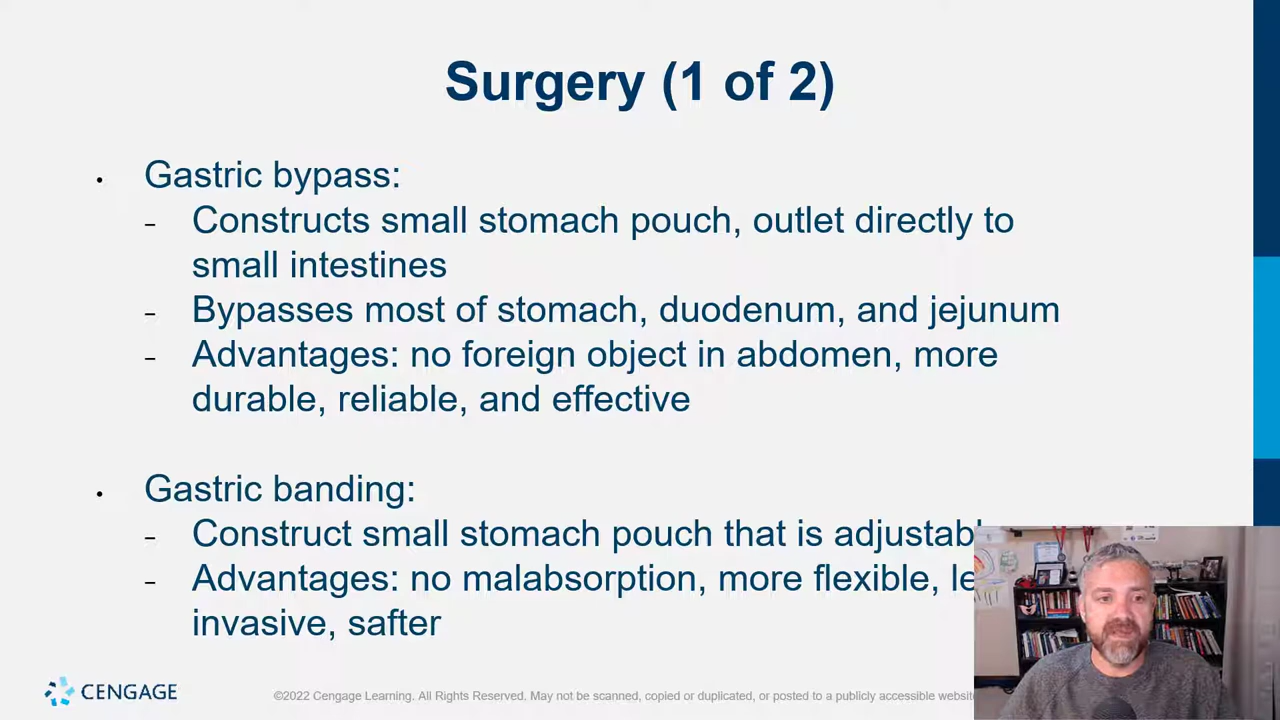 Surgery (1 of 2)
• Gastric bypass:
– Constructs small stomach pouch, outlet directly to
small intestines
– Bypasses most of stomach, duodenum, and jejunum
– Advantages: no foreign object in abdomen, more
durable, reliable, and effective
• Gastric banding:
– Construct small stomach pouch that is
– Advantages: no malabsorption, more flexible,
invasive, safter
CENGAGE
©2022 Cengage Learning. All Rights Reserved. May not be scanned, copied or duplicated, or posted to a publicly accessible